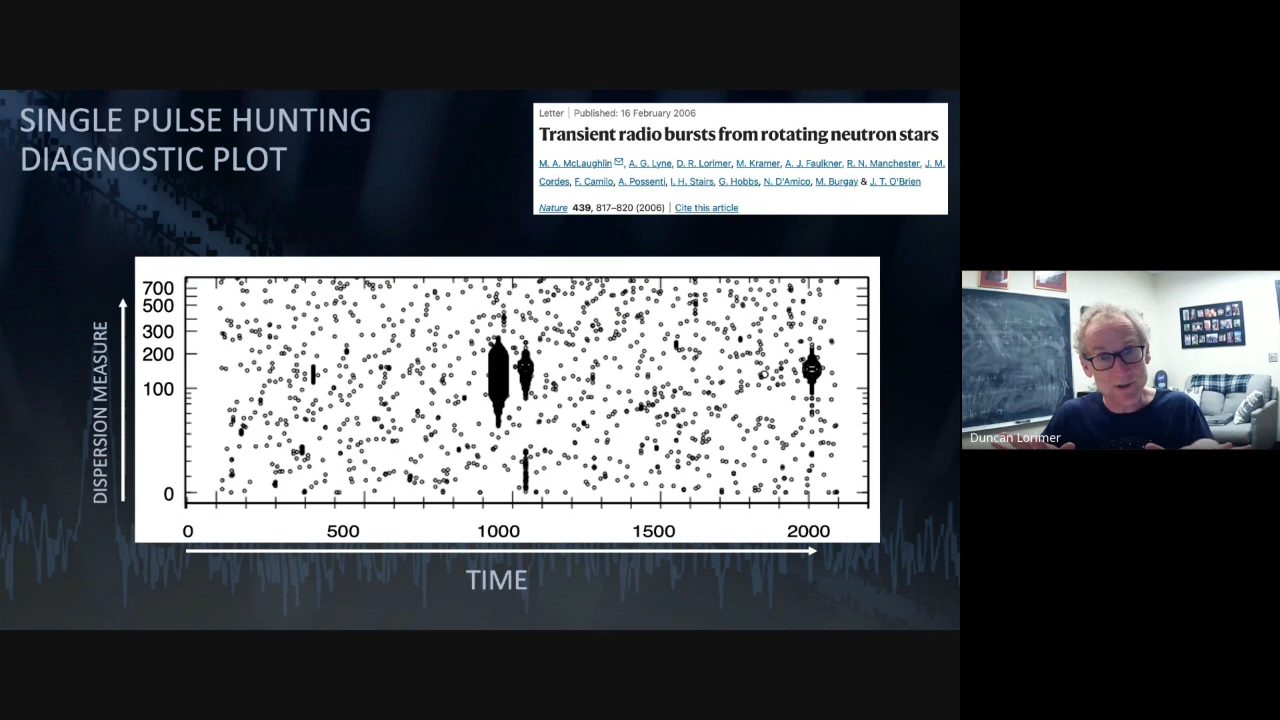 SINGLE PULSE HUNTING
DIAGNOSTIC PLOT
Letter | Published: 16 February 2006
Transient radio bursts from rotating neutron stars
M. A. McLaughlin, A. G. Lyne, D. R. Lorimer, M. Kramer, A. J. Faulkner, R. N. Manchester, J. M.
Cordes, F. Camilo, A. Possenti, I. H. Stairs, G. Hobbs, N. D'Amico, M. Burgay & J. T. O'Brien
Nature 439, 817–820 (2006) | Cite this article
DISPERSION MEASURE
700
500
300
200
100
0
0 500 1000 1500 2000
TIME
Duncan Lorimer